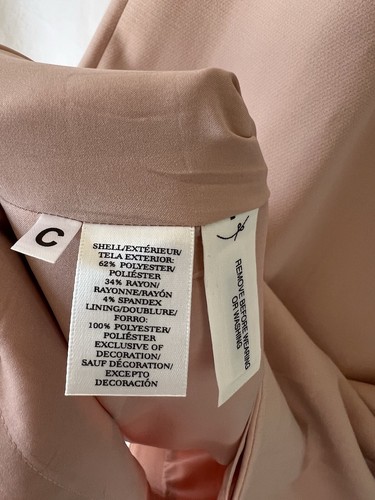 C
SHELL/EXTÉRIEUR/
TELA EXTERIOR:
62% POLYESTER/
POLIÉSTER
34% RAYON/
RAYONNE/RAYÓN
4% SPANDEX
LINING/DOUBLURE/
FORRO:
100% POLYESTER/
POLIÉSTER
EXCLUSIVE OF
DECORATION/
SAUF DÉCORATION/
EXCEPTO
DECORACIÓN
REMOVE BEFORE WEARING
OR WASHING